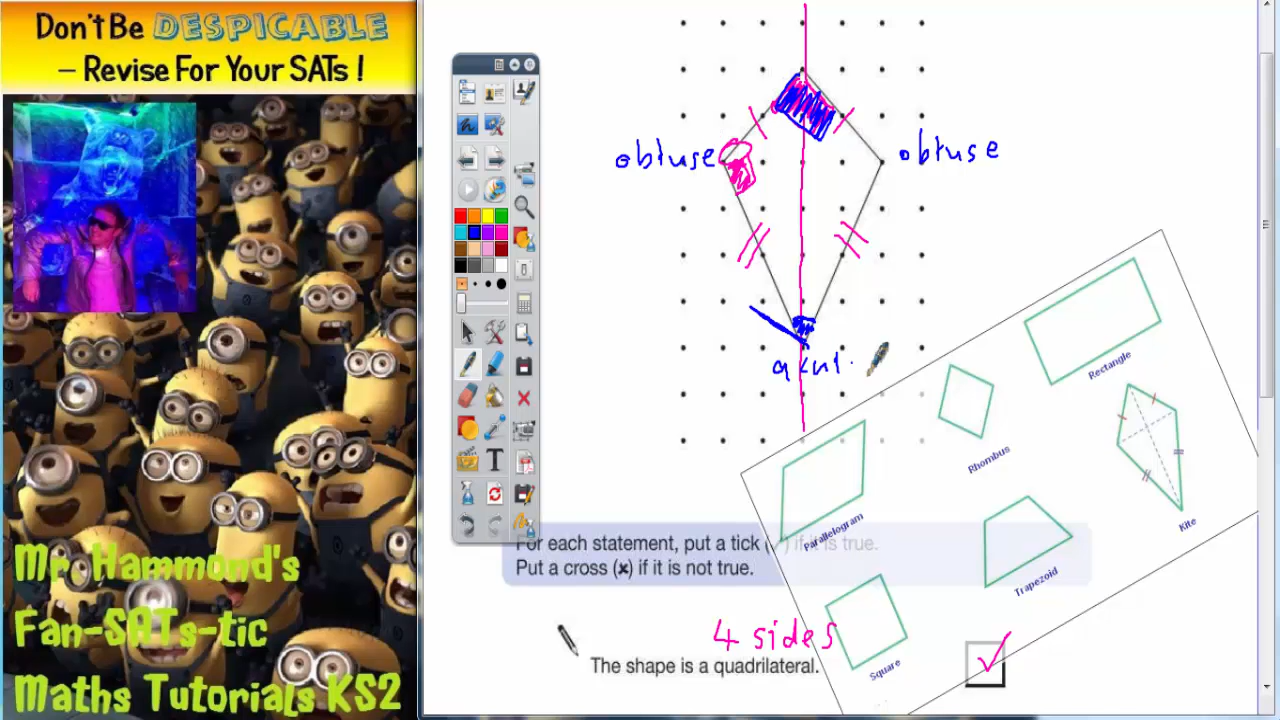 Don't Be DESPICABLE
– Revise For Your SATs !
Mr Hammond's
Fan-SATs-tic
Maths Tutorials KS2
obtuse
obtuse
Rectangle
Rhombus
Kite
Parallelogram
Trapezoid
Square
For each statement, put a tick (✓) if it is true.
Put a cross (✗) if it is not true.
4 sides
The shape is a quadrilateral.